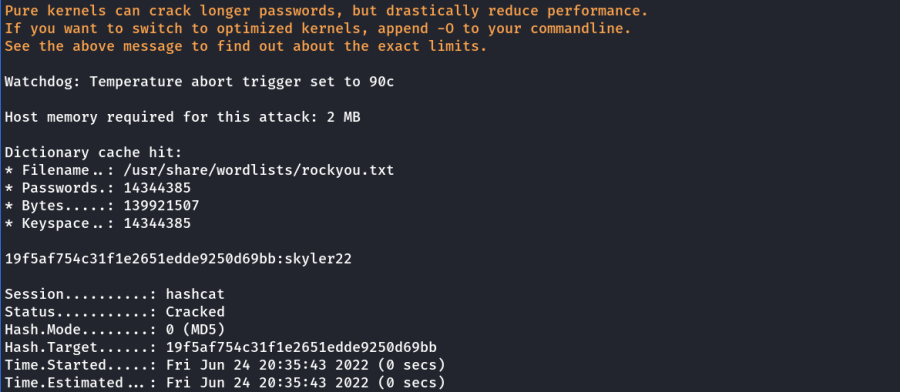 Pure kernels can crack longer passwords, but drastically reduce performance.
If you want to switch to optimized kernels, append -O to your commandline.
See the above message to find out about the exact limits.
Watchdog: Temperature abort trigger set to 90c
Host memory required for this attack: 2 MB
Dictionary cache hit:
* Filename..: /usr/share/wordlists/rockyou.txt
* Passwords.: 14344385
* Bytes.....: 139921507
* Keyspace..: 14344385
19f5af754c31f1e2651edde9250d69bb:skyler22
Session..........: hashcat
Status...........: Cracked
Hash.Mode........: 0 (MD5)
Hash.Target......: 19f5af754c31f1e2651edde9250d69bb
Time.Started.....: Fri Jun 24 20:35:43 2022 (0 secs)
Time.Estimated...: Fri Jun 24 20:35:43 2022 (0 secs)